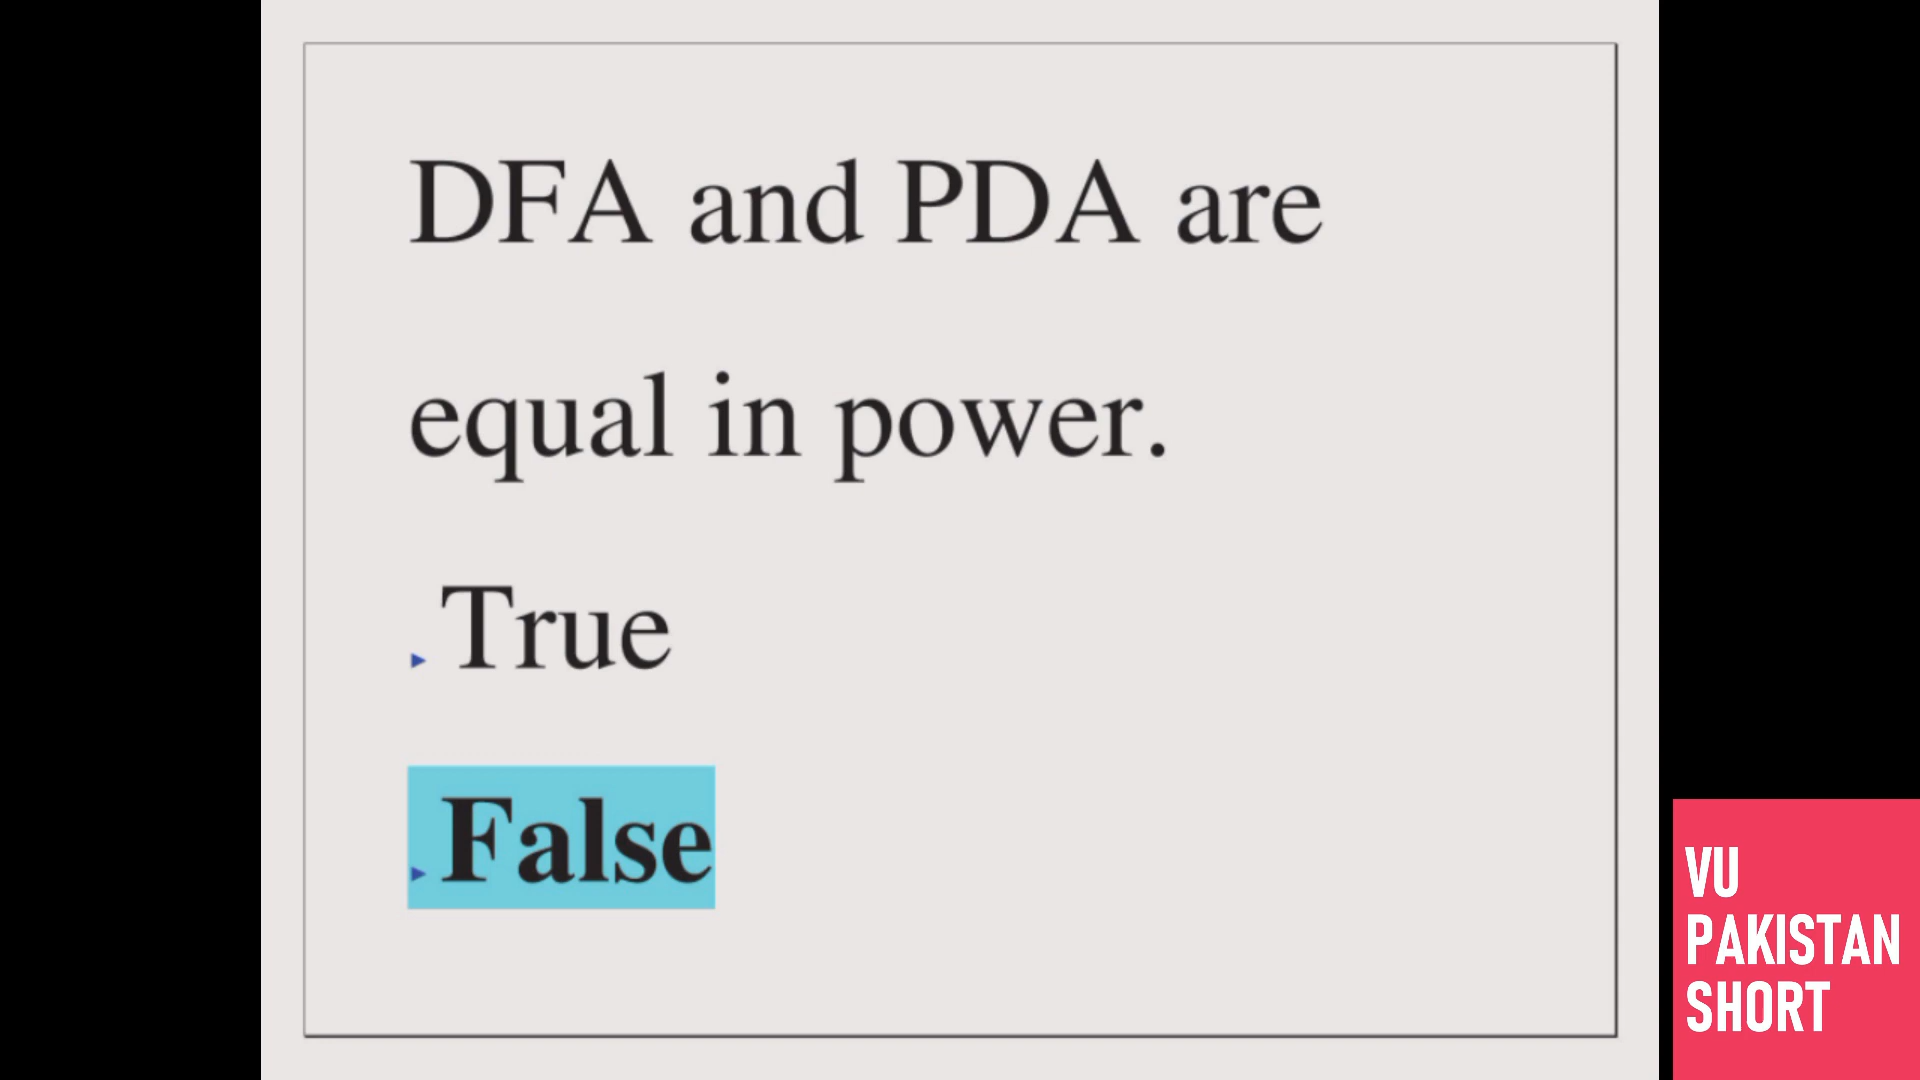 DFA and PDA are
equal in power.
▸ True
▸ False
VU
PAKISTAN
SHORT